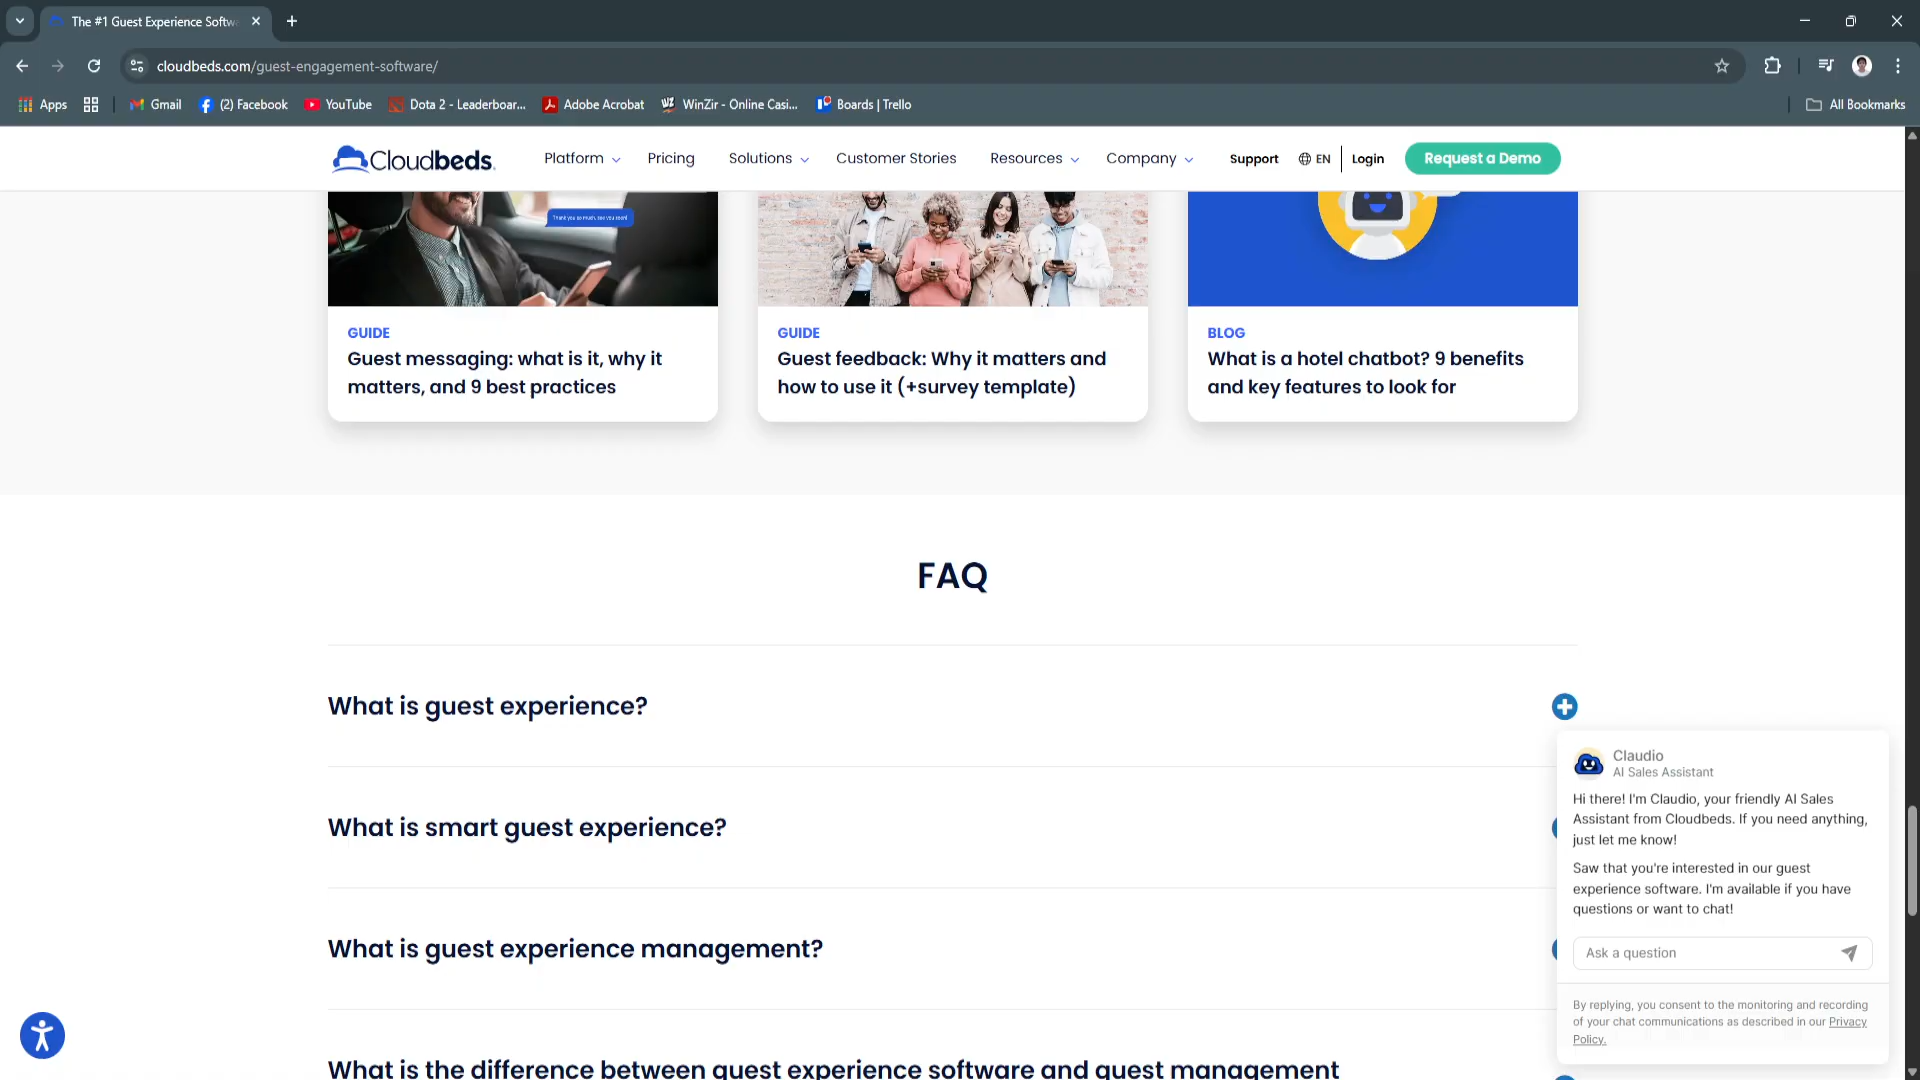 The #1 Guest Experience Softw
cloudbeds.com/guest-engagement-software/
Apps
Gmail
(2) Facebook
YouTube
Dota 2 - Leaderboar...
Adobe Acrobat
WinZir - Online Casi...
Boards | Trello
All Bookmarks
Cloudbeds
Platform
Pricing
Solutions
Customer Stories
Resources
Company
Support
EN
Login
Request a Demo
Thank you so much, see you soon!
GUIDE
Guest messaging: what is it, why it
matters, and 9 best practices
GUIDE
Guest feedback: Why it matters and
how to use it (+survey template)
BLOG
What is a hotel chatbot? 9 benefits
and key features to look for
FAQ
What is guest experience?
What is smart guest experience?
What is guest experience management?
What is the difference between guest experience software and guest management
Claudio
AI Sales Assistant
Hi there! I'm Claudio, your friendly AI Sales
Assistant from Cloudbeds. If you need anything,
just let me know!
Saw that you're interested in our guest
experience software. I'm available if you have
questions or want to chat!
Ask a question
By replying, you consent to the monitoring and recording
of your chat communications as described in our Privacy
Policy.